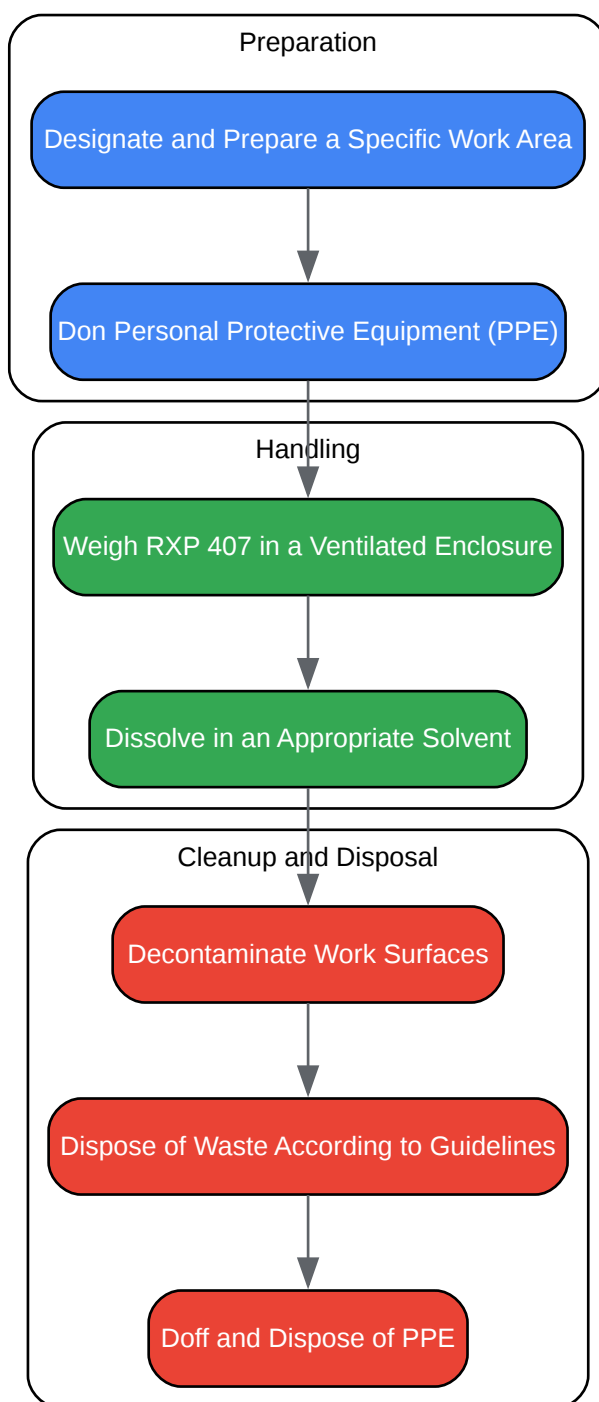 Preparation
Designate and Prepare a Specific Work Area
Don Personal Protective Equipment (PPE)
Handling
Weigh RXP 407 in a Ventilated Enclosure
Dissolve in an Appropriate Solvent
Cleanup and Disposal
Decontaminate Work Surfaces
Dispose of Waste According to Guidelines
Doff and Dispose of PPE